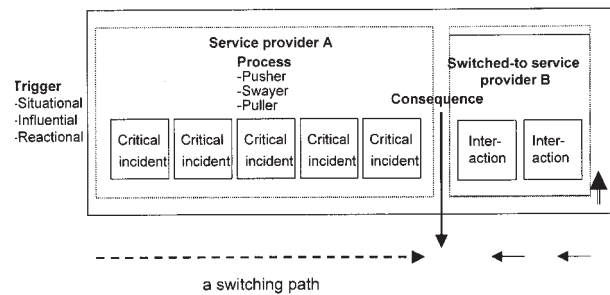 Service provider A
Process
-Pusher
-Swayer
-Puller
Switched-to service
provider B
Trigger
-Situational
-Influential
-Reactional
Consequence
Critical
incident
Critical
incident
Critical
incident
Critical
incident
Critical
incident
Inter-
action
Inter-
action
a switching path